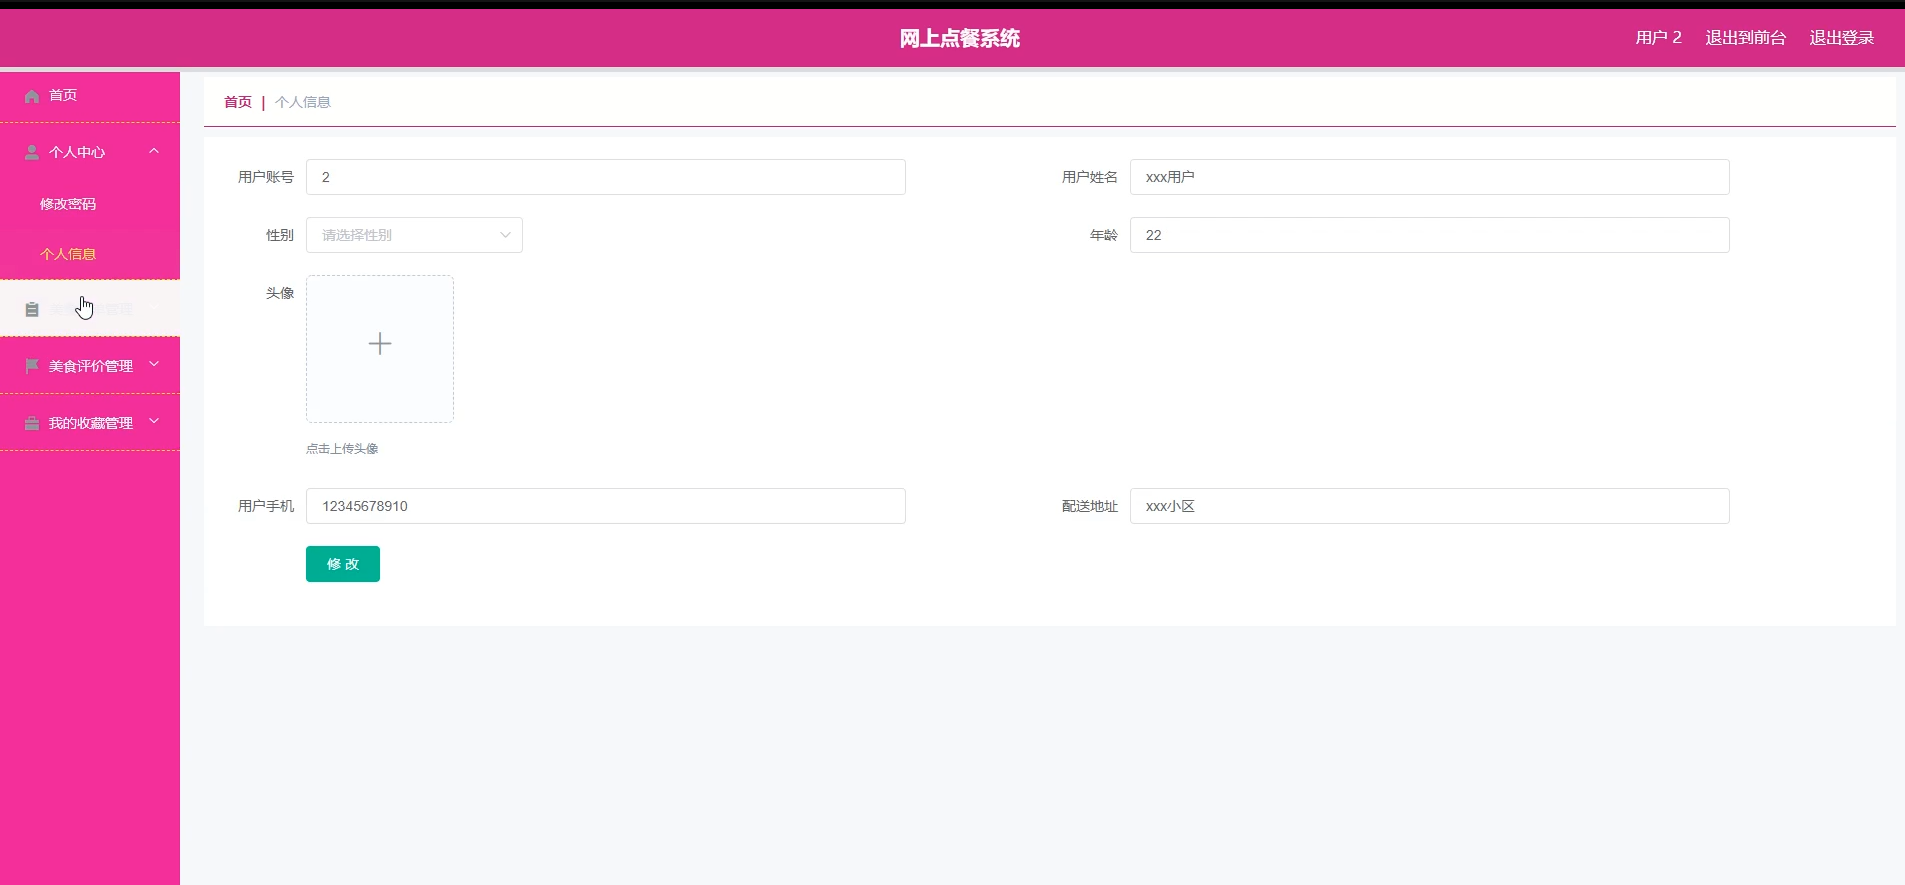 网上点餐系统
用户 2
退出到前台
退出登录
首页
个人中心
修改密码
个人信息
管理
美食评价管理
我的收藏管理
首页 | 个人信息
用户账号 2
用户姓名 xxx用户
性别 请选择性别
年龄 22
头像
点击上传头像
用户手机 12345678910
配送地址 xxx小区
修 改